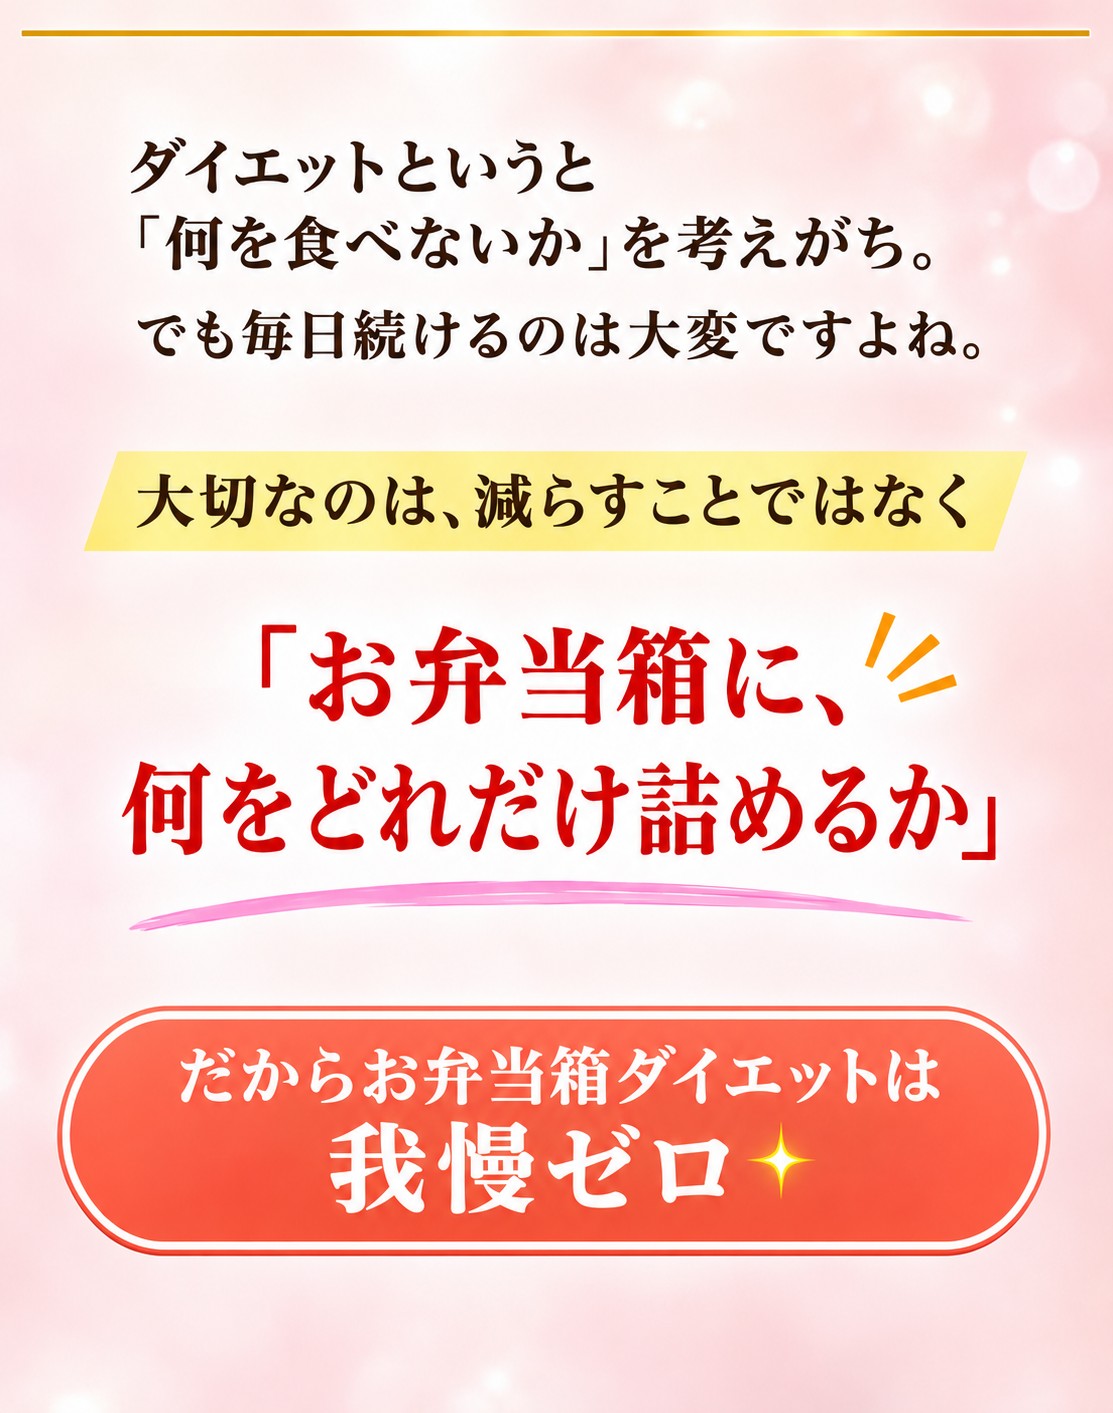 ダイエットというと
「何を食べないか」を考えがち。
でも毎日続けるのは大変ですよね。
大切なのは、減らすことではなく
「お弁当箱に、
何をどれだけ詰めるか」
だからお弁当箱ダイエットは
我慢ゼロ